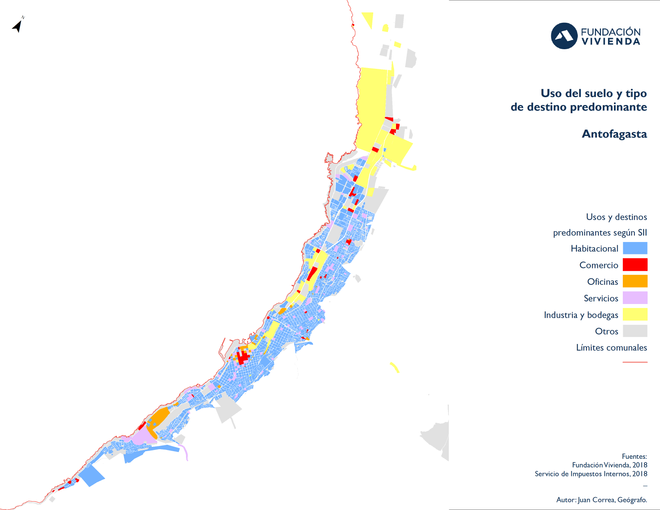 N
FUNDACIÓN
VIVIENDA
Uso del suelo y tipo
de destino predominante
Antofagasta
Usos y destinos
predominantes según SII
Habitacional
Comercio
Oficinas
Servicios
Industria y bodegas
Otros
Límites comunales
Fuentes:
Fundación Vivienda, 2018
Servicio de Impuestos Internos, 2018
–
Autor: Juan Correa, Geógrafo.